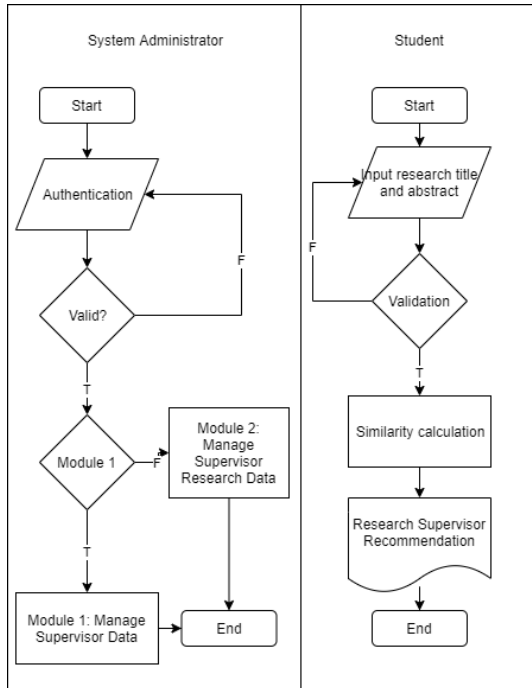 System Administrator
Start
Authentication
F
Valid?
T
Module 1
F
Module 2:
Manage
Supervisor
Research Data
T
Module 1: Manage
Supervisor Data
End
Student
Start
Input research title
and abstract
F
Validation
T
Similarity calculation
Research Supervisor
Recommendation
End